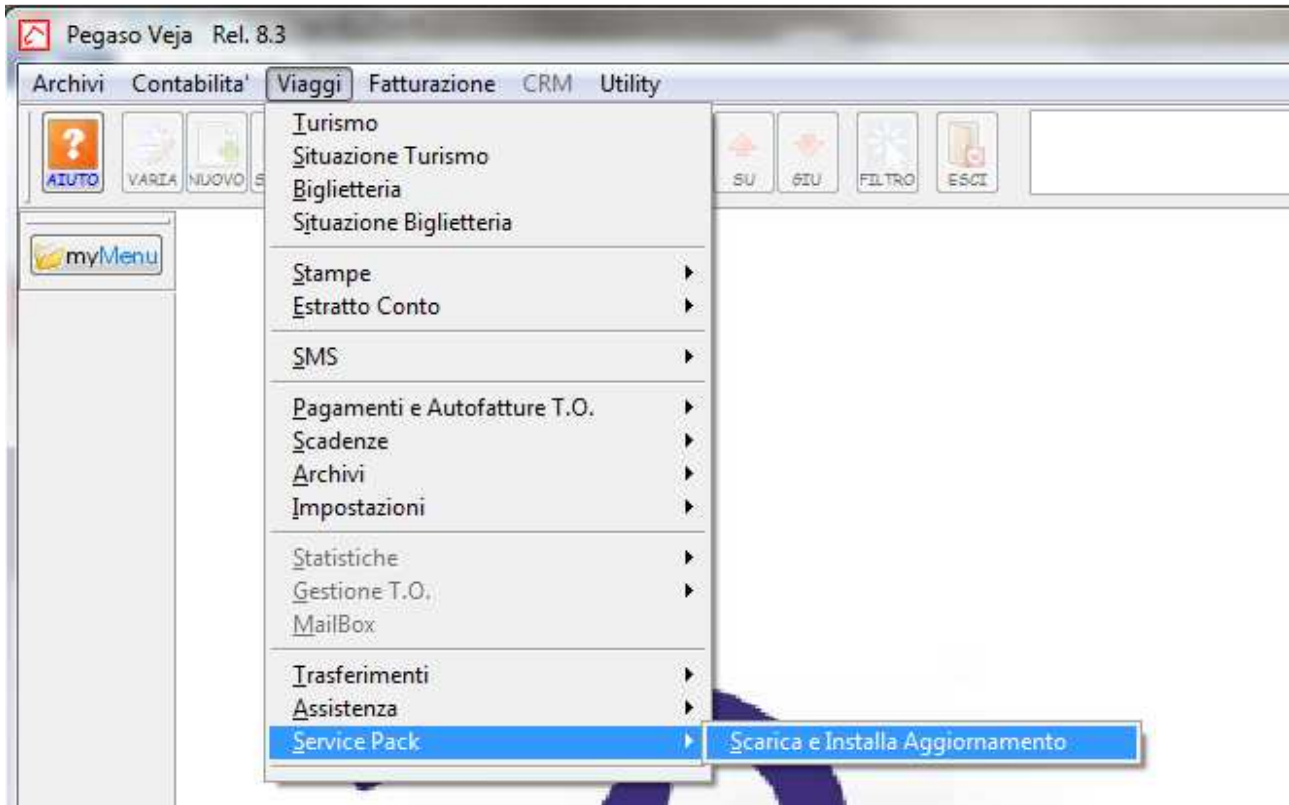 Pegaso Veja Rel. 8.3
Archivi Contabilita' Viaggi Fatturazione CRM Utility
AIUTO VARIA NUOVO SU GIU FILTRO ESCI
myMenu
Turismo
Situazione Turismo
Biglietteria
Situazione Biglietteria
Stampe
Estratto Conto
SMS
Pagamenti e Autofatture T.O.
Scadenze
Archivi
Impostazioni
Statistiche
Gestione T.O.
MailBox
Trasferimenti
Assistenza
Service Pack Scarica e Installa Aggiornamento